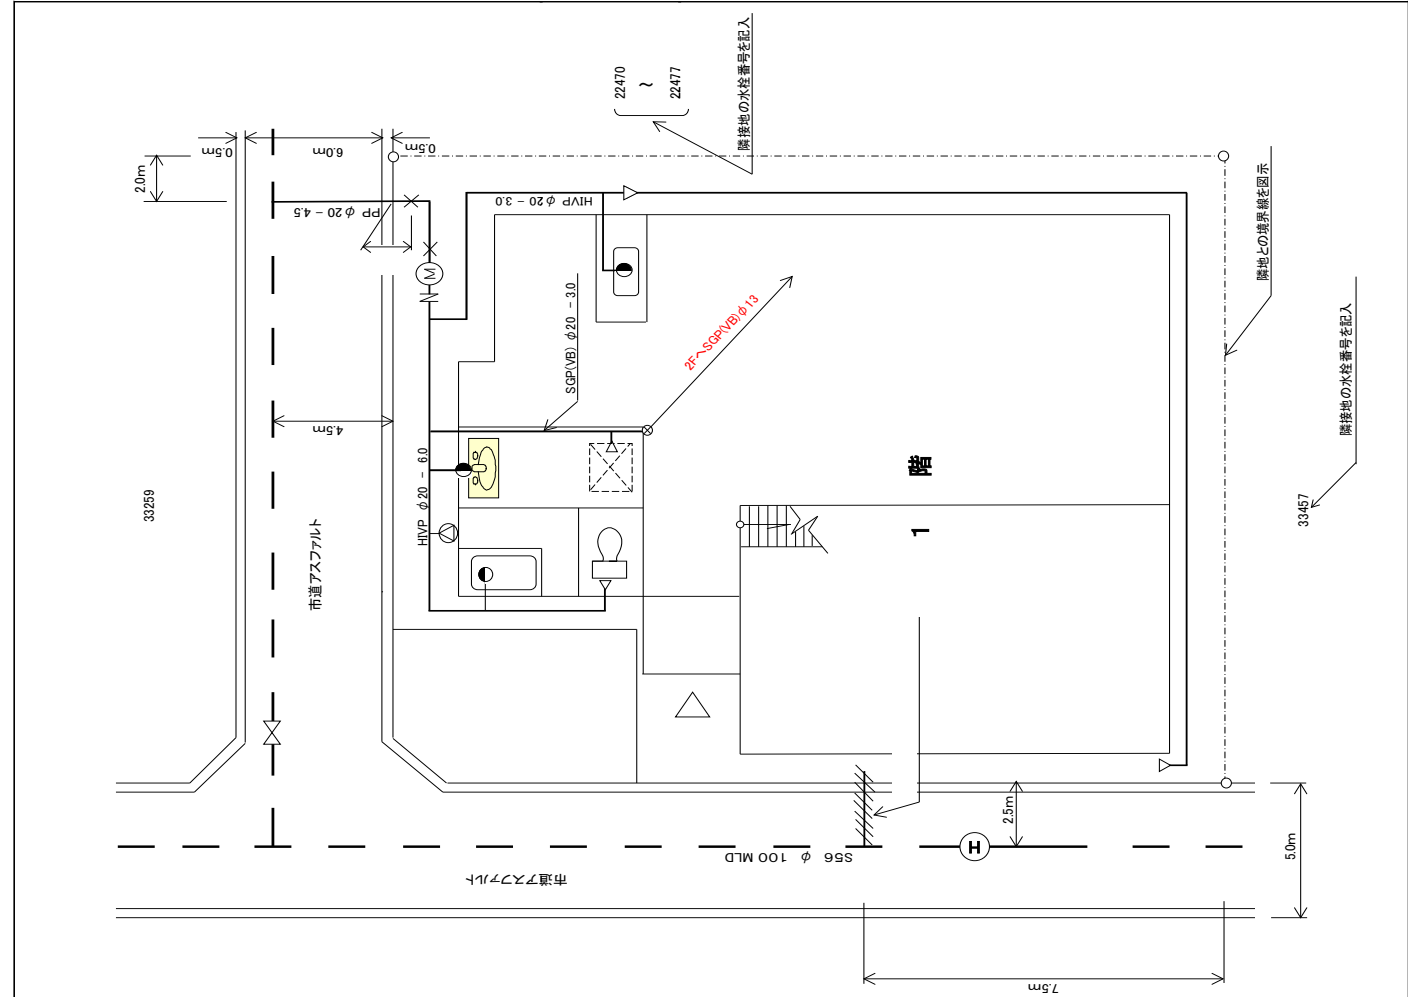 隣接地の水栓番号を記入
22470
～
22477
0.5m
6.0m
0.5m
2.0m
PP φ20－4.5
HIVP φ20－3.0
M
隣地との境界線を図示
SGP(VB) φ20 －3.0
2FへSGP(VB)φ13
隣接地の水栓番号を記入
4.5m
HIVP φ20 － 6.0
33259
市道アスファルト
1 階
33457
2.5m
H
S56 φ 100 MLD
市道アスファルト
5.0m
7.5m